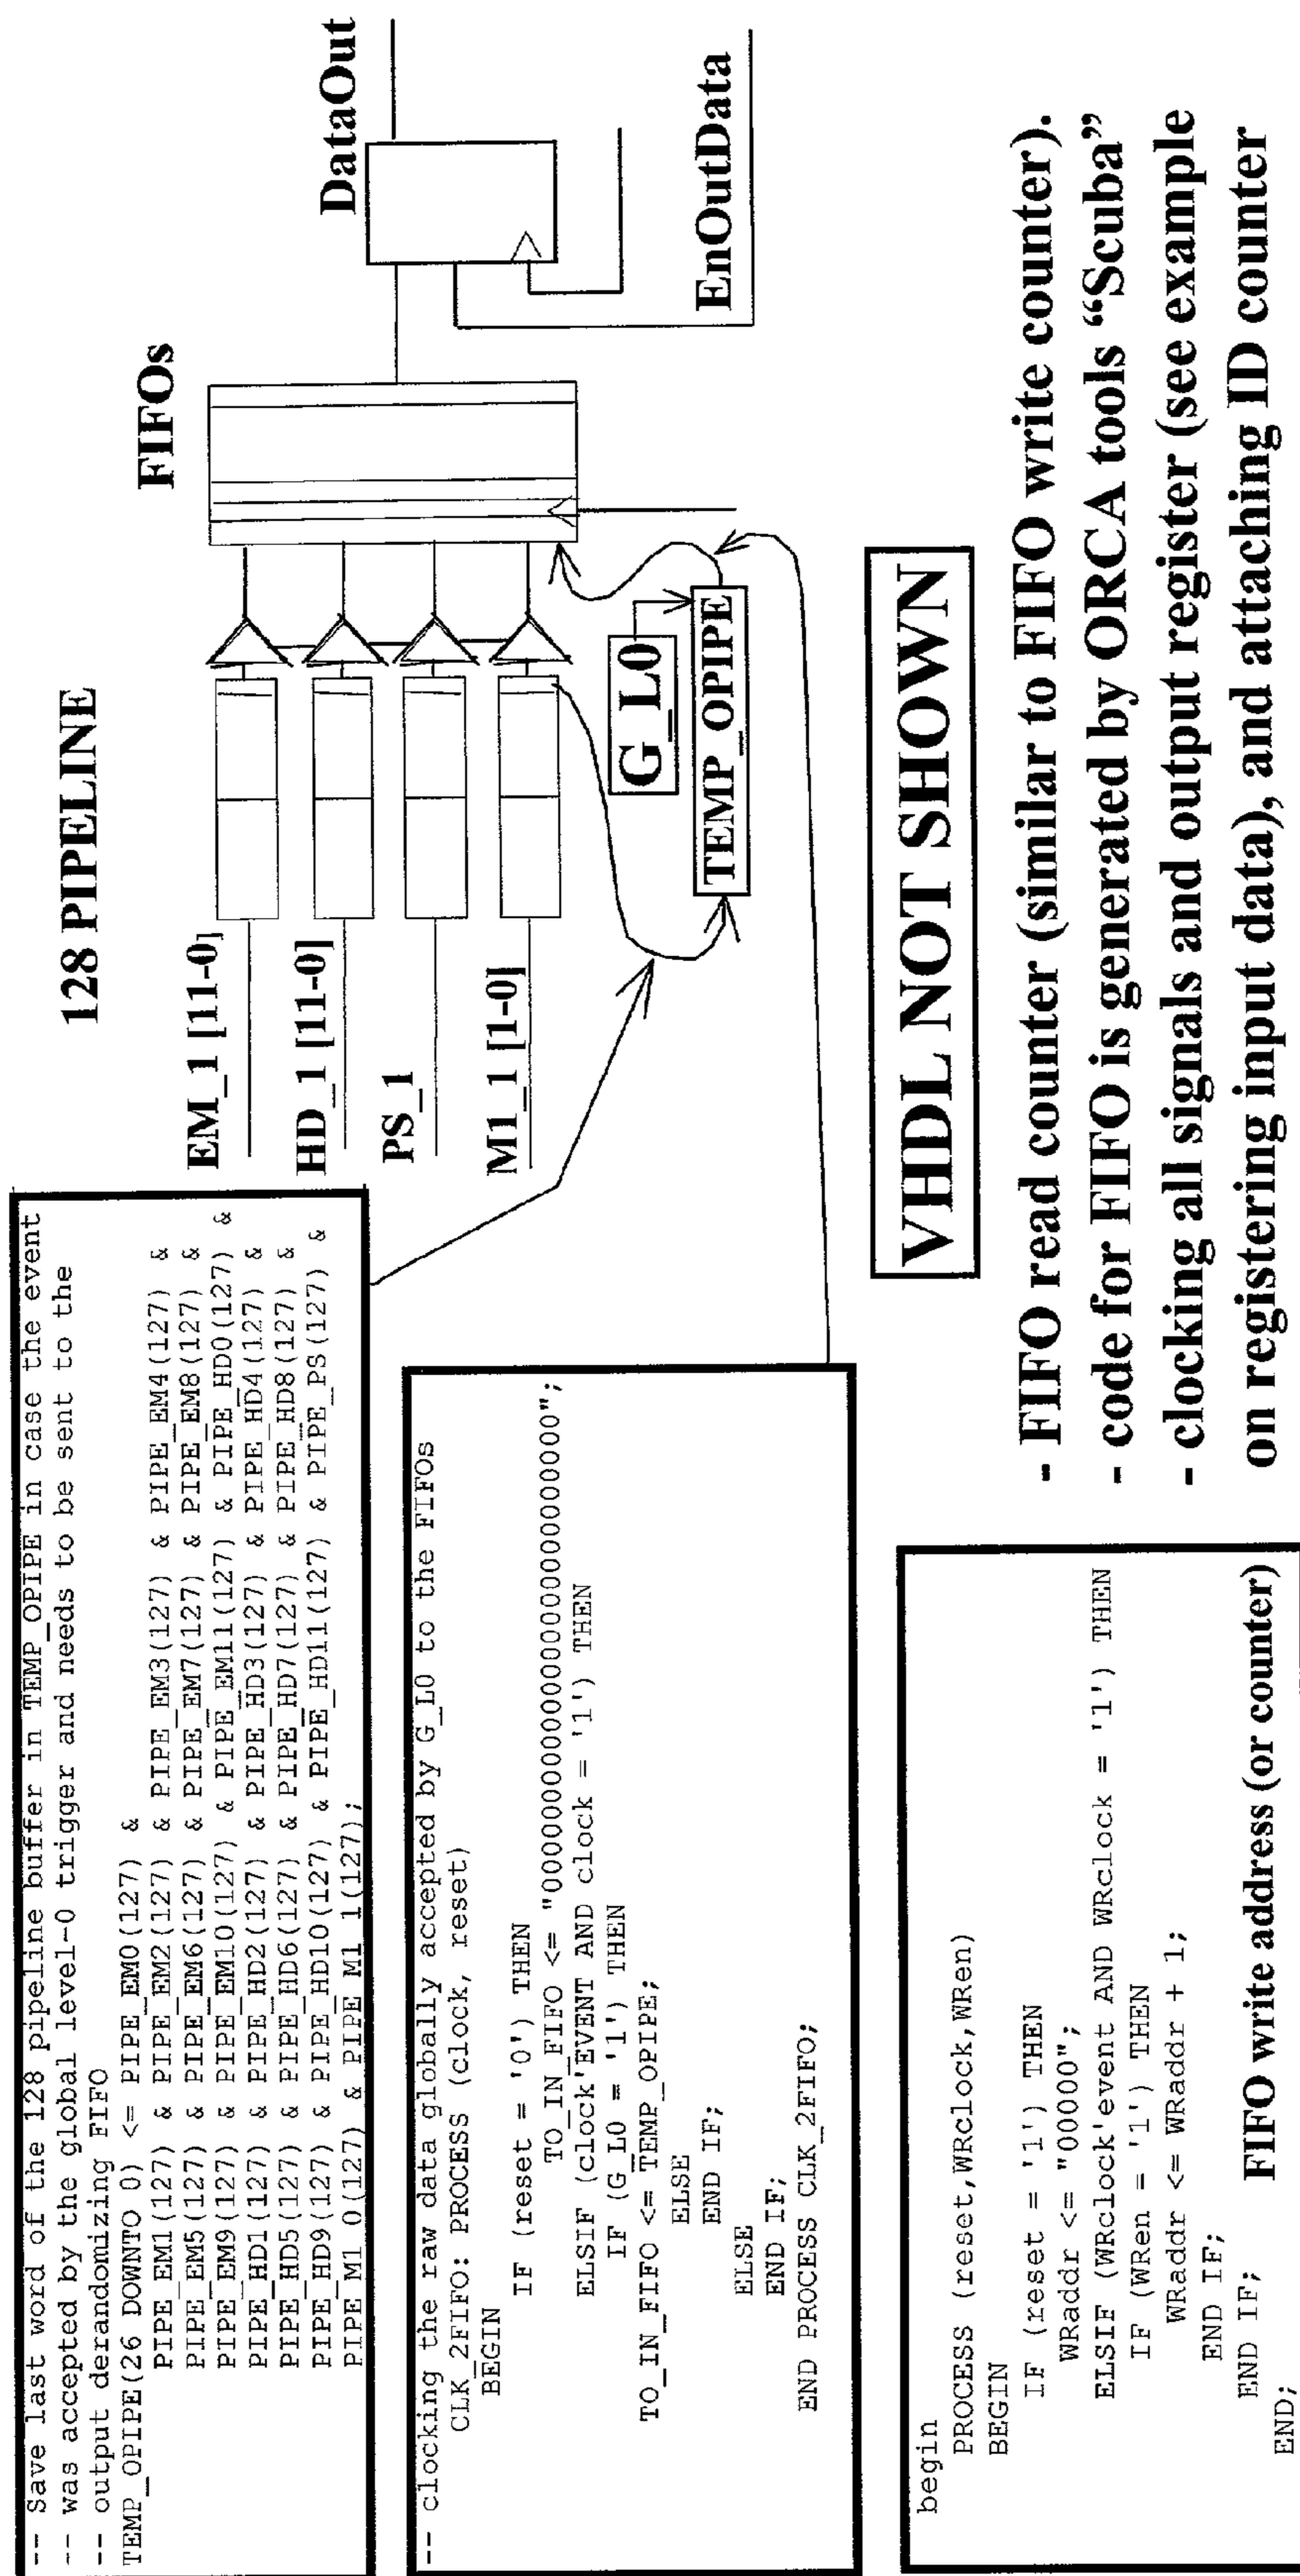 -- Save last word of the 128 pipeline buffer in TEMP_OPIPE in case the event
-- was accepted by the global level-0 trigger and needs to be sent to the
-- output derandomizing FIFO
TEMP_OPIPE(26 DOWNTO 0) <= PIPE_EM0(127) &
PIPE_EM1(127) & PIPE_EM2(127) & PIPE_EM3(127) & PIPE_EM4(127) &
PIPE_EM5(127) & PIPE_EM6(127) & PIPE_EM7(127) & PIPE_EM8(127) &
PIPE_EM9(127) & PIPE_EM10(127) & PIPE_EM11(127) & PIPE_HD0(127) &
PIPE_HD1(127) & PIPE_HD2(127) & PIPE_HD3(127) & PIPE_HD4(127) &
PIPE_HD5(127) & PIPE_HD6(127) & PIPE_HD7(127) & PIPE_HD8(127) &
PIPE_HD9(127) & PIPE_HD10(127) & PIPE_HD11(127) & PIPE_PS(127) &
PIPE_M1_0(127) & PIPE_M1_1(127);
128 PIPELINE
EM_1 [11-0]
HD_1 [11-0]
PS_1
M1_1 [1-0]
FIFOs
DataOut
G_L0
TEMP_OPIPE
EnOutData
-- clocking the raw data globally accepted by G_L0 to the FIFOs
CLK_2FIFO: PROCESS (clock, reset)
BEGIN
IF (reset = '0') THEN
TO_IN_FIFO <= "000000000000000000000000000000000000";
ELSIF (clock'EVENT AND clock = '1') THEN
IF (G_L0 = '1') THEN
TO_IN_FIFO <= TEMP_OPIPE;
ELSE
END IF;
ELSE
END IF;
END PROCESS CLK_2FIFO;
VHDL NOT SHOWN
- FIFO read counter (similar to FIFO write counter).
- code for FIFO is generated by ORCA tools “Scuba”
- clocking all signals and output register (see example
on registering input data), and attaching ID counter
begin
PROCESS (reset,WRclock,WRen)
BEGIN
IF (reset = '1') THEN
WRaddr <= "00000";
ELSIF (WRclock'event AND WRclock = '1') THEN
IF (WRen = '1') THEN
WRaddr <= WRaddr + 1;
END IF;
END IF;
END;
FIFO write address (or counter)